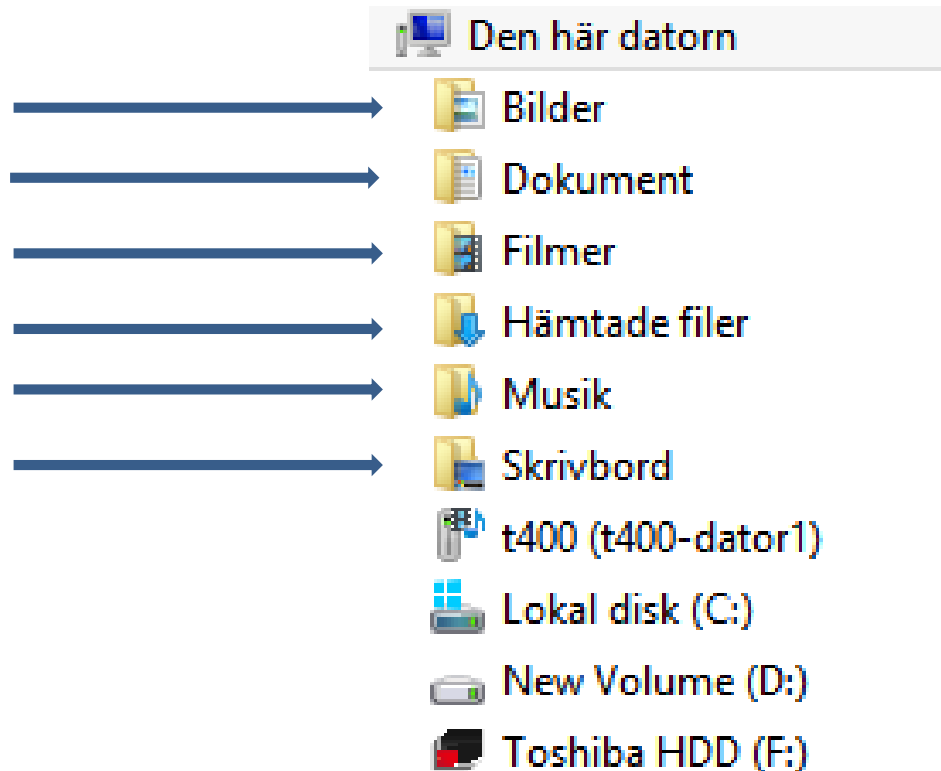 Den här datorn
Bilder
Dokument
Filmer
Hämtade filer
Musik
Skrivbord
t400 (t400-dator1)
Lokal disk (C:)
New Volume (D:)
Toshiba HDD (F:)